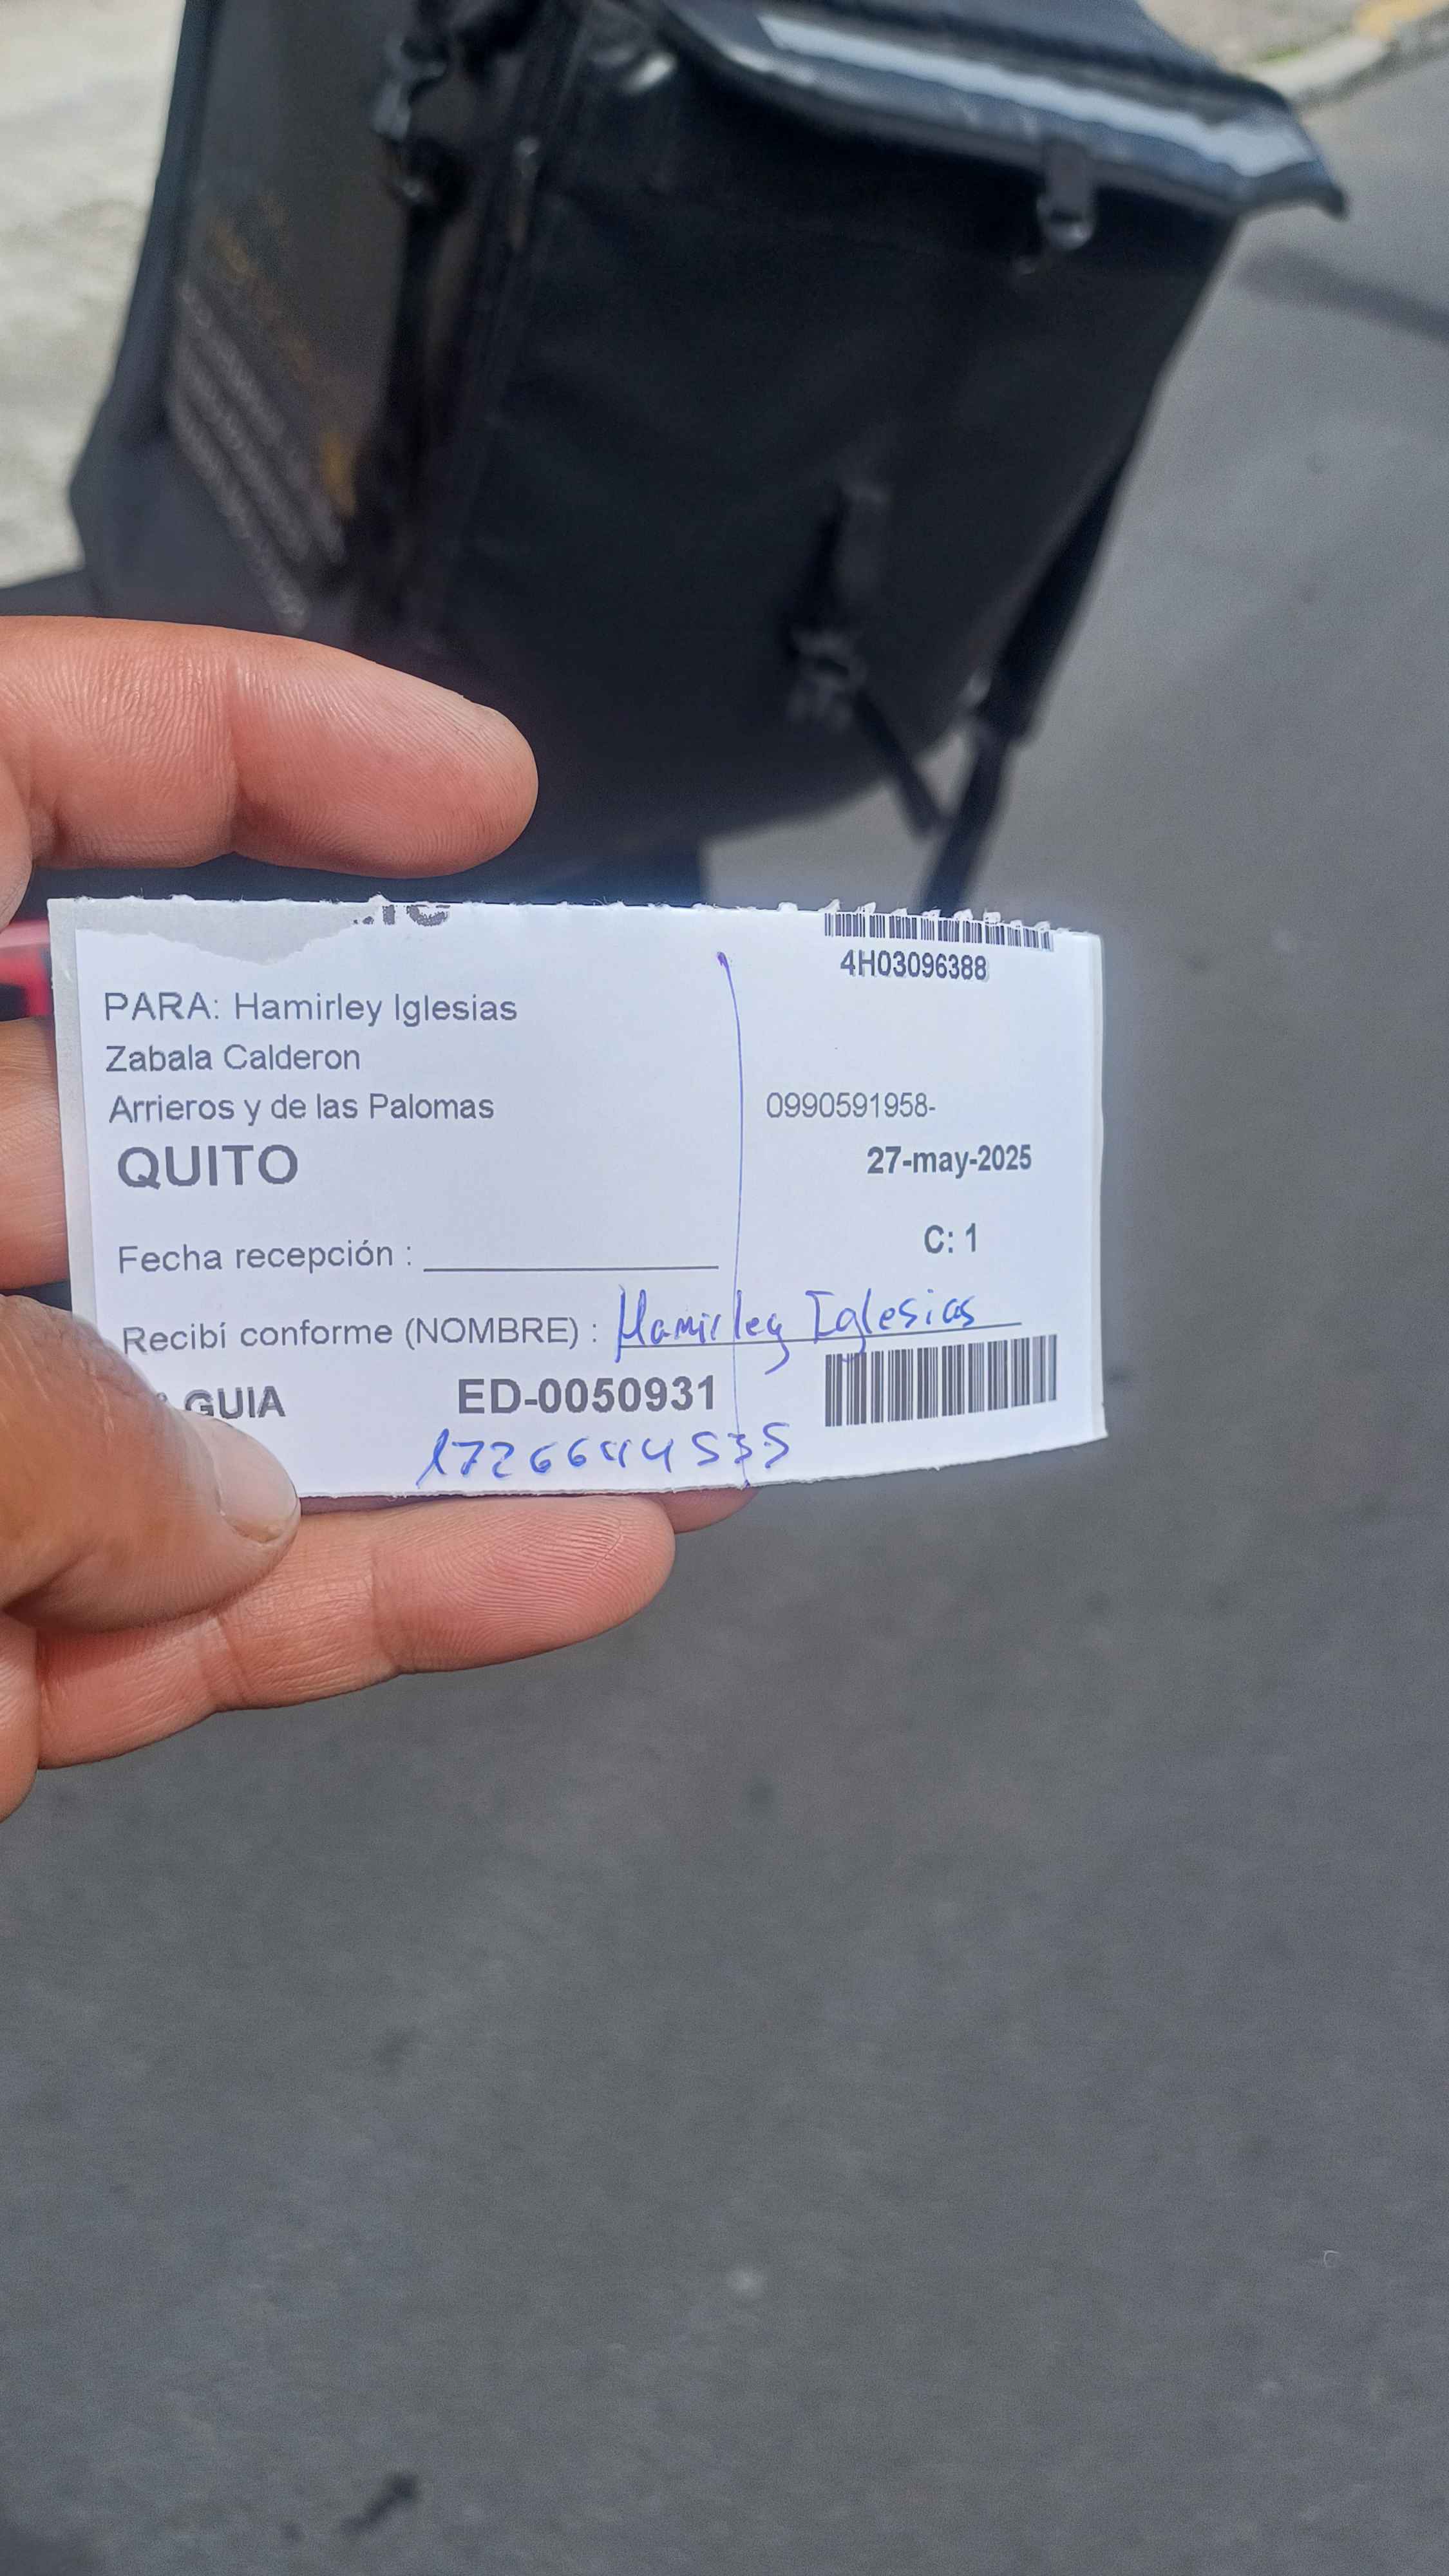 4H03096388
PARA: Hamirley Iglesias
Zabala Calderon
Arrieros y de las Palomas
0990591958-
QUITO
27-may-2025
C: 1
Fecha recepción : ____________
Recibí conforme (NOMBRE) : Hamirley Iglesias
GUIA ED-0050931
1726644535